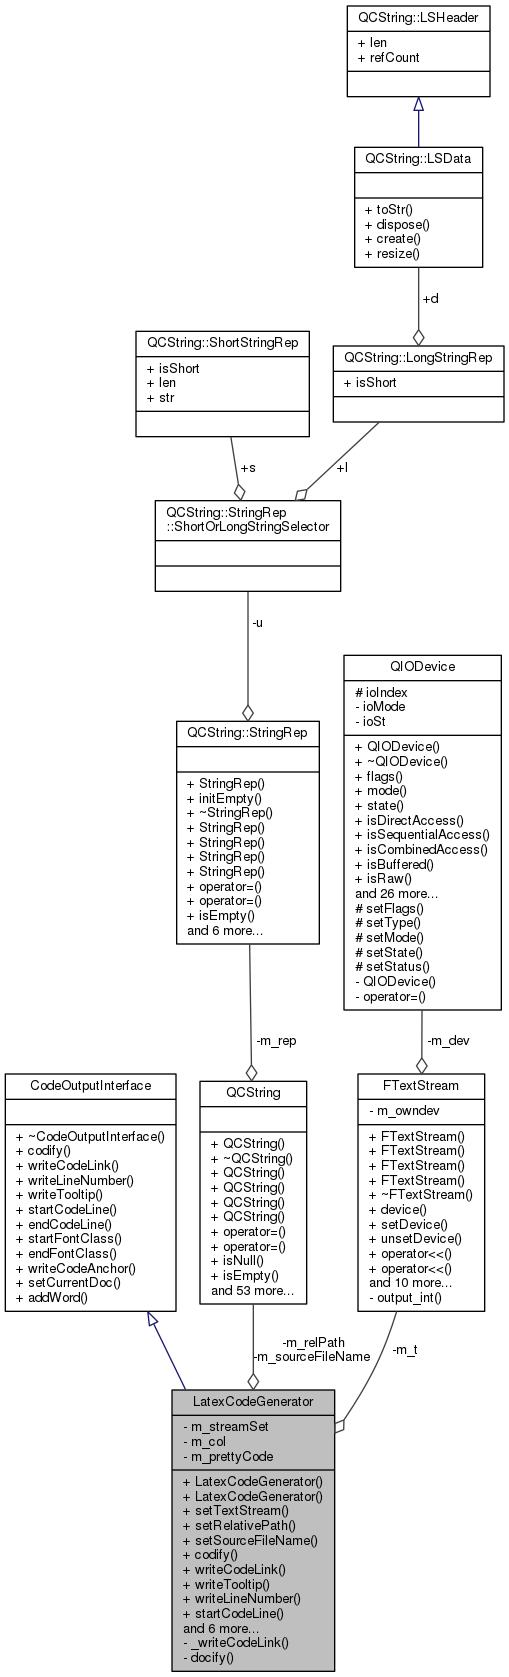 QCString::LSHeader
+ len
+ refCount
QCString::LSData
+ toStr()
+ dispose()
+ create()
+ resize()
+d
QCString::ShortStringRep
+ isShort
+ len
+ str
QCString::LongStringRep
+ isShort
+s
+l
QCString::StringRep
::ShortOrLongStringSelector
-u
QCString::StringRep
+ StringRep()
+ initEmpty()
+ ~StringRep()
+ StringRep()
+ StringRep()
+ StringRep()
+ StringRep()
+ operator=()
+ operator=()
+ isEmpty()
and 6 more...
QIODevice
# ioIndex
- ioMode
- ioSt
+ QIODevice()
+ ~QIODevice()
+ flags()
+ mode()
+ state()
+ isDirectAccess()
+ isSequentialAccess()
+ isCombinedAccess()
+ isBuffered()
+ isRaw()
and 26 more...
# setFlags()
# setType()
# setMode()
# setState()
# setStatus()
- QIODevice()
- operator=()
-m_rep
-m_dev
CodeOutputInterface
+ ~CodeOutputInterface()
+ codify()
+ writeCodeLink()
+ writeLineNumber()
+ writeTooltip()
+ startCodeLine()
+ endCodeLine()
+ startFontClass()
+ endFontClass()
+ writeCodeAnchor()
+ setCurrentDoc()
+ addWord()
QCString
+ QCString()
+ ~QCString()
+ QCString()
+ QCString()
+ QCString()
+ QCString()
+ operator=()
+ operator=()
+ isNull()
+ isEmpty()
and 53 more...
FTextStream
- m_owndev
+ FTextStream()
+ FTextStream()
+ FTextStream()
+ FTextStream()
+ ~FTextStream()
+ device()
+ setDevice()
+ unsetDevice()
+ operator<<()
+ operator<<()
and 10 more...
- output_int()
-m_relPath
-m_sourceFileName
-m_t
LatexCodeGenerator
- m_streamSet
- m_col
- m_prettyCode
+ LatexCodeGenerator()
+ LatexCodeGenerator()
+ setTextStream()
+ setRelativePath()
+ setSourceFileName()
+ codify()
+ writeCodeLink()
+ writeTooltip()
+ writeLineNumber()
+ startCodeLine()
and 6 more...
- _writeCodeLink()
- docify()